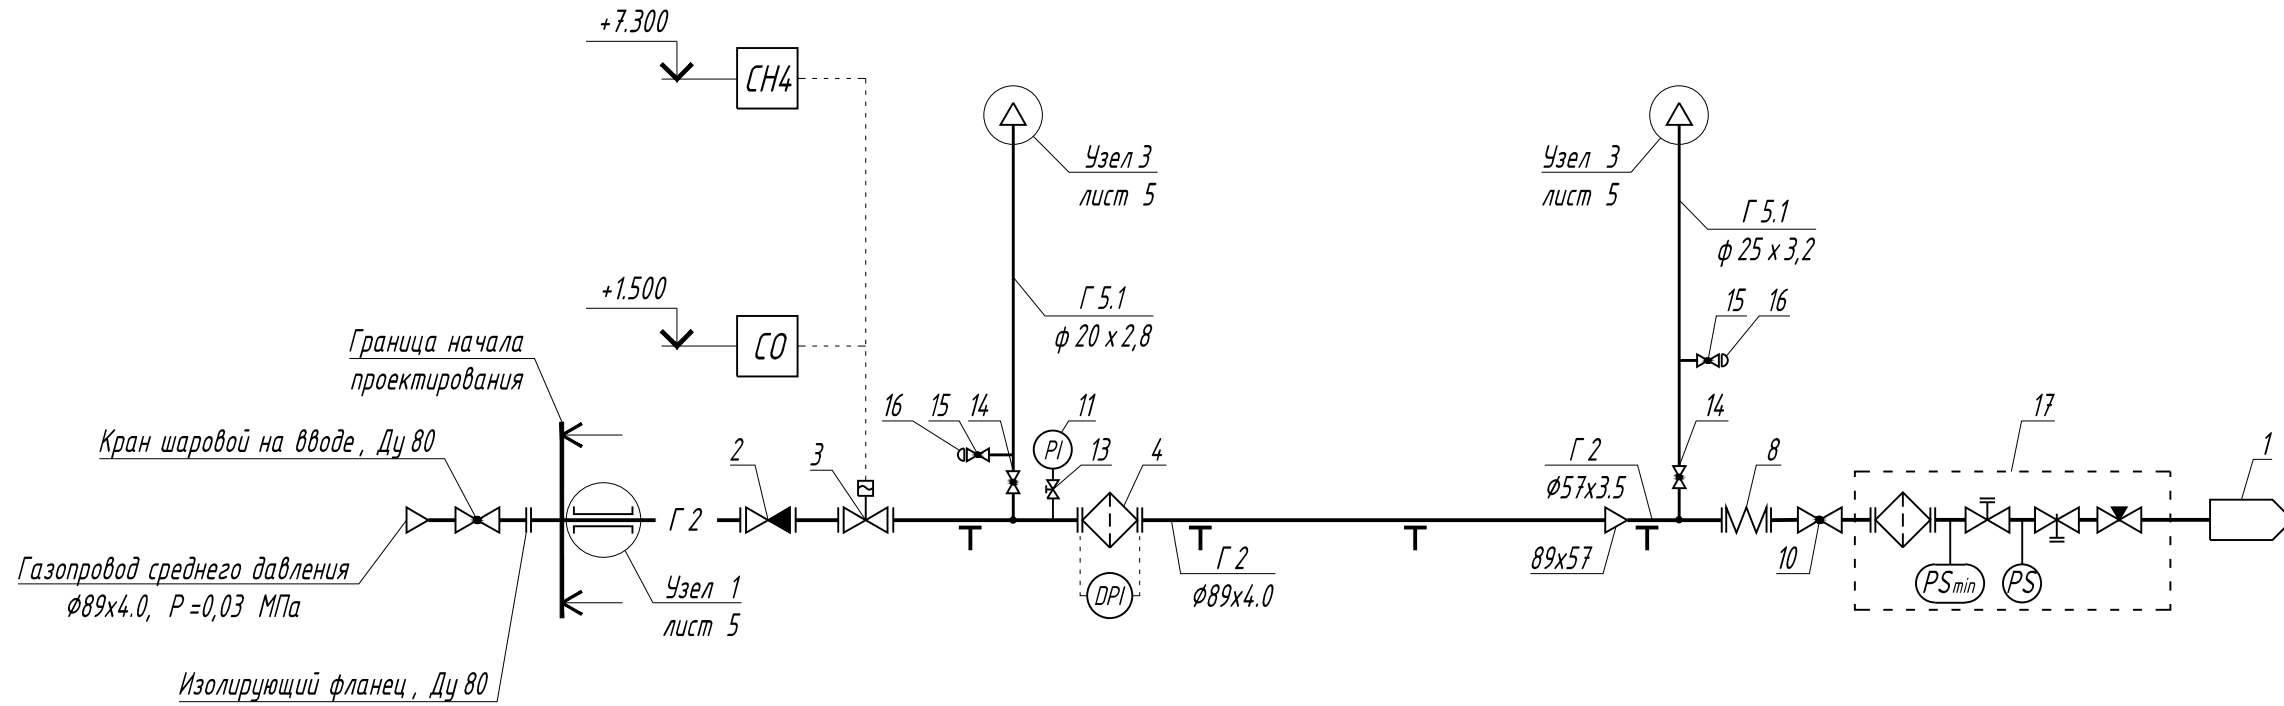 +7.300
CH4
Узел 3
лист 5
Узел 3
лист 5
Г 5.1
ф 25 х 3,2
+1.500
CO
Г 5.1
ф 20 х 2,8
15 16
Граница начала
проектирования
16 15 14 11
14
17
Кран шаровой на вводе, Ду 80
2
3
PI
13
4
Г 2
ф57х3.5
8
1
Г 2
Газопровод среднего давления
ф89х4.0, Р =0,03 МПа
Узел 1
лист 5
DPI
Г 2
ф89х4.0
89х57
10
PSmin
PS
Изолирующий фланец, Ду 80